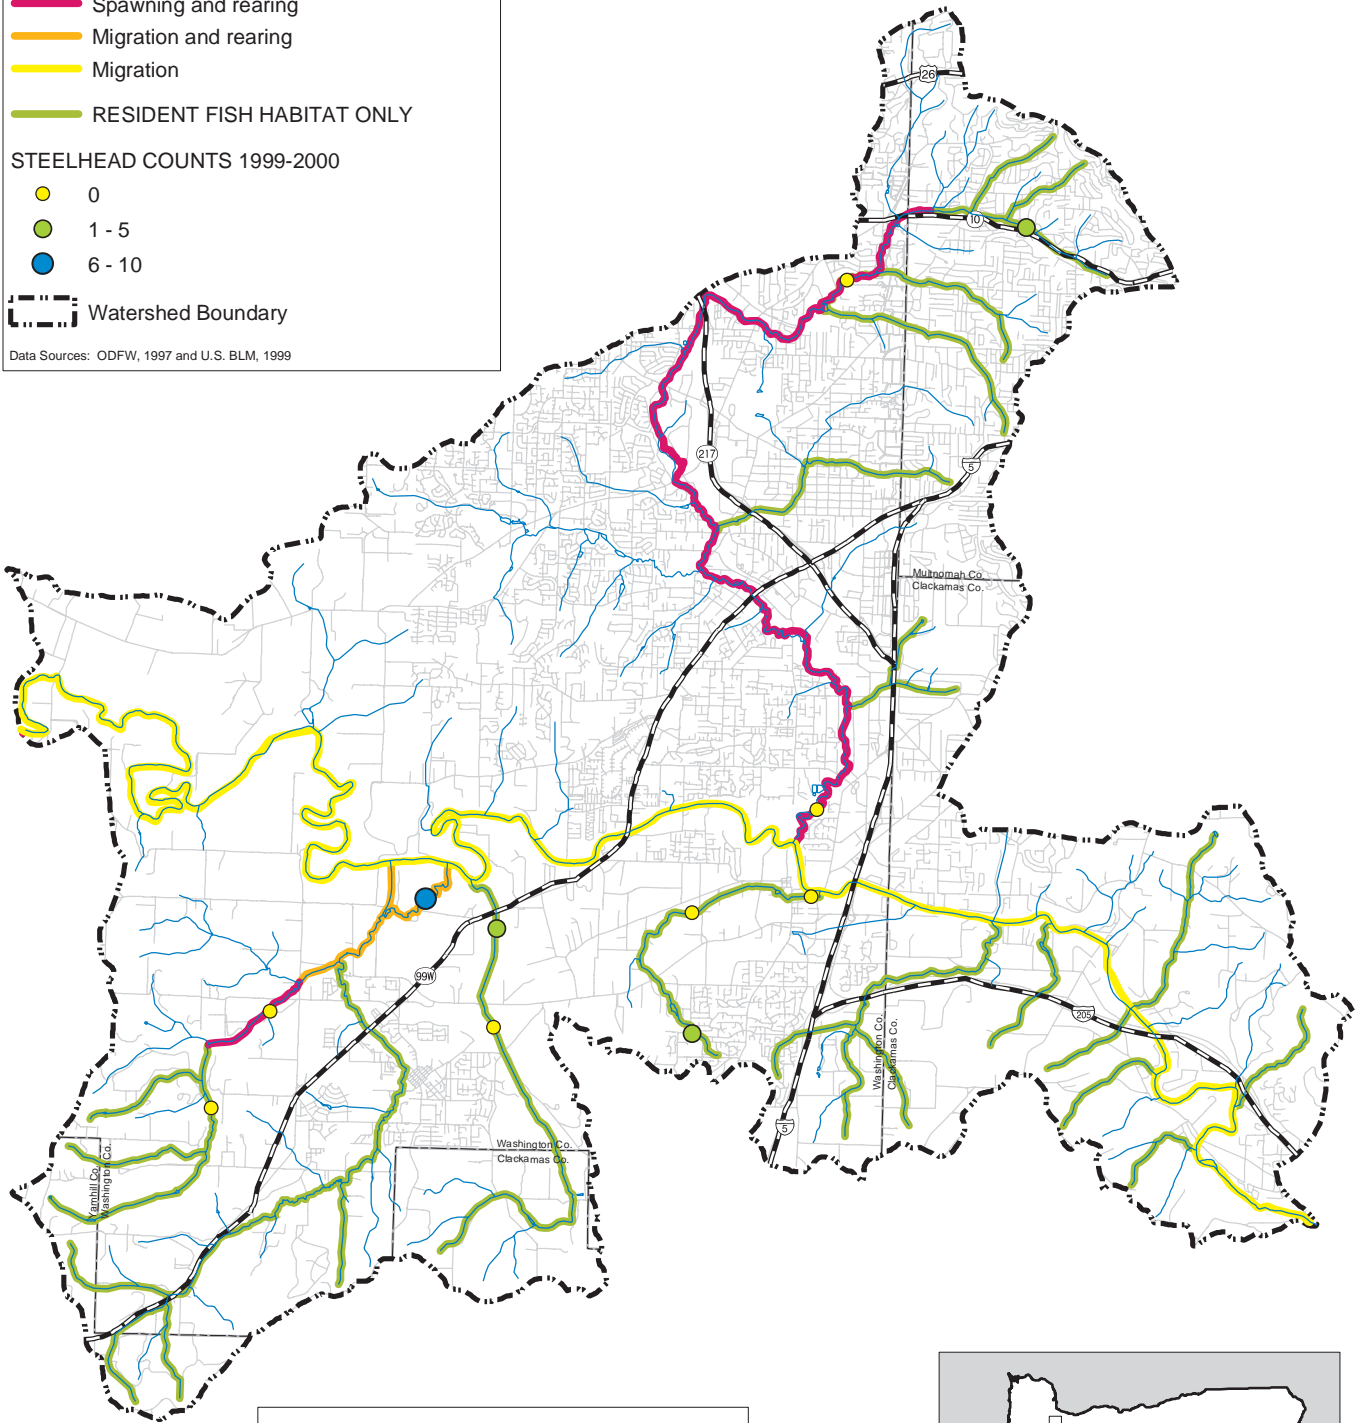 Spawning and rearing
Migration and rearing
Migration
RESIDENT FISH HABITAT ONLY
STEELHEAD COUNTS 1999-2000
0
1 - 5
6 - 10
Watershed Boundary
Data Sources: ODFW, 1997 and U.S. BLM, 1999
26
10
217
5
Multnomah Co.
Clackamas Co.
99W
205
Washington Co.
Clackamas Co.
5
Washington Co.
Clackamas Co.
Yamhill Co.
Washington Co.